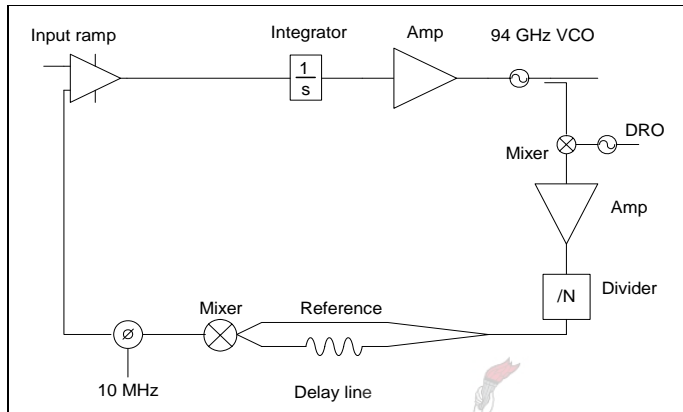 Input ramp
Integrator
Amp
94 GHz VCO
1
s
DRO
Mixer
Amp
/N
Divider
Mixer
Reference
ø
10 MHz
Delay line